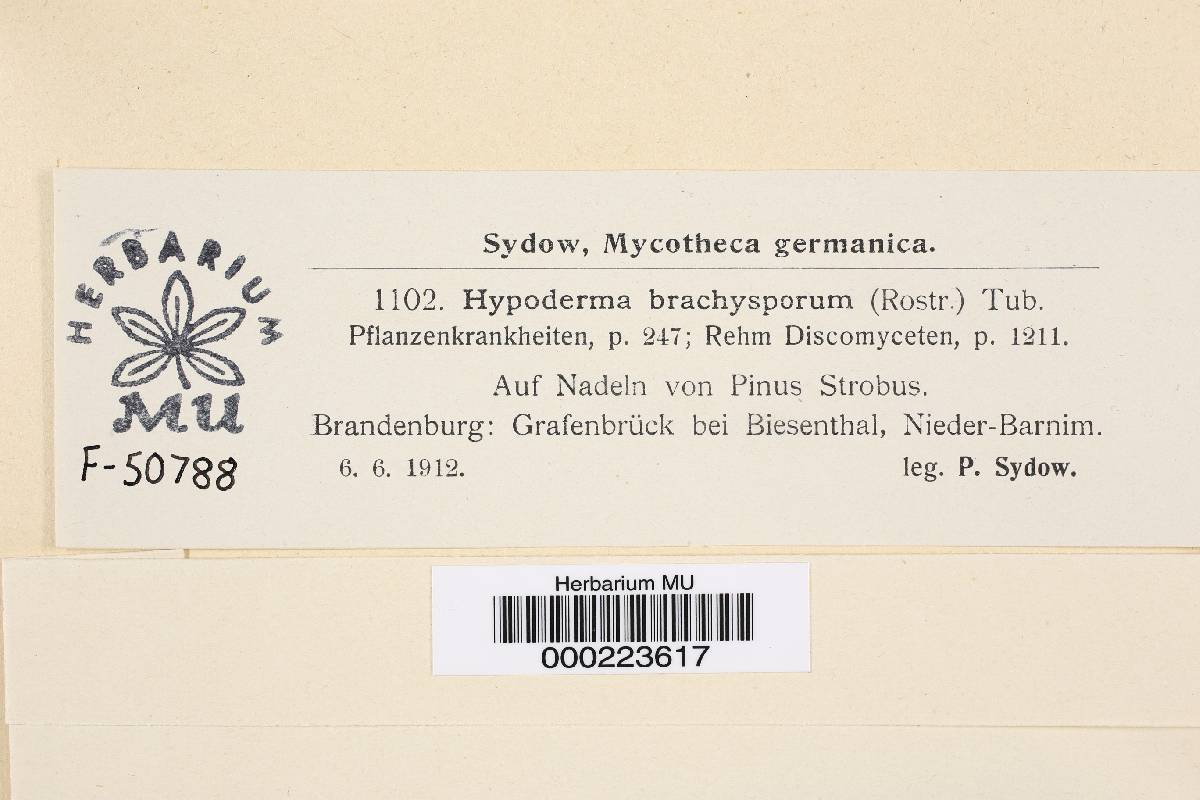 Sydow, Mycotheca germanica.
1102. Hypoderma brachysporum (Rostr.) Tub.
Pflanzenkrankheiten, p. 247; Rehm Discomyceten, p. 1211.
Auf Nadeln von Pinus Strobus.
Brandenburg: Grafenbrück bei Biesenthal, Nieder-Barnim.
6. 6. 1912. leg. P. Sydow.
HERBARIUM
MU
F-50788
Herbarium MU
000223617